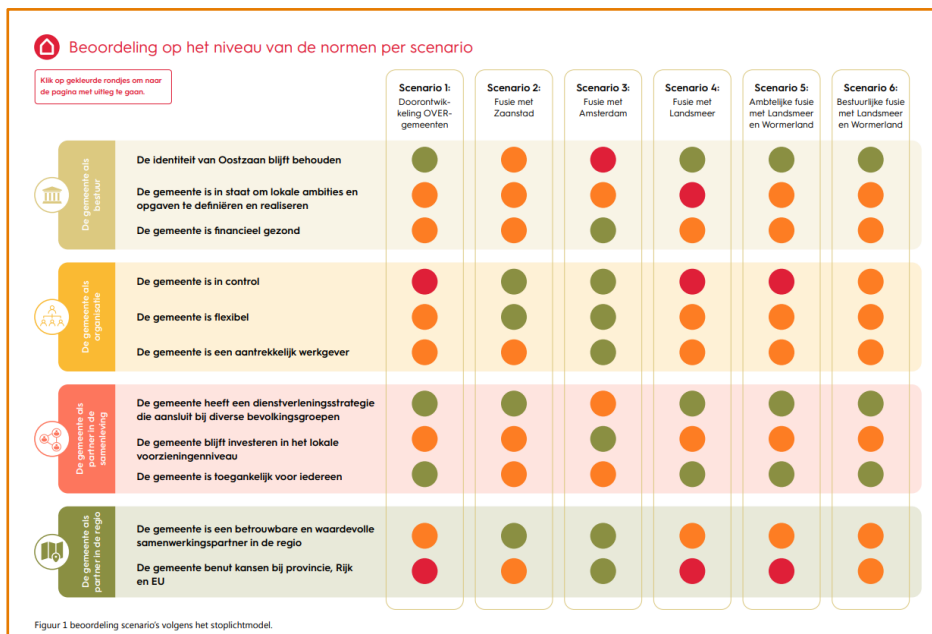 Beoordeling op het niveau van de normen per scenario
Klik op gekleurde rondjes om naar
de pagina met uitleg te gaan.
Scenario 1:
Doorontwik-
keling OVER-
gemeenten
Scenario 2:
Fusie met
Zaanstad
Scenario 3:
Fusie met
Amsterdam
Scenario 4:
Fusie met
Landsmeer
Scenario 5:
Ambtelijke fusie
met Landsmeer
en Wormerland
Scenario 6:
Bestuurlijke fusie
met Landsmeer
en Wormerland
De gemeente als
bestuur
De identiteit van Oostzaan blijft behouden
De gemeente is in staat om lokale ambities en
opgaven te definiëren en realiseren
De gemeente is financieel gezond
De gemeente als
organisatie
De gemeente is in control
De gemeente is flexibel
De gemeente is een aantrekkelijk werkgever
De gemeente als
partner in de
samenleving
De gemeente heeft een dienstverleningsstrategie
die aansluit bij diverse bevolkingsgroepen
De gemeente blijft investeren in het lokale
voorzieningenniveau
De gemeente is toegankelijk voor iedereen
De gemeente als
partner in de regio
De gemeente is een betrouwbare en waardevolle
samenwerkingspartner in de regio
De gemeente benut kansen bij provincie, Rijk
en EU
Figuur 1 beoordeling scenario's volgens het stoplichtmodel.